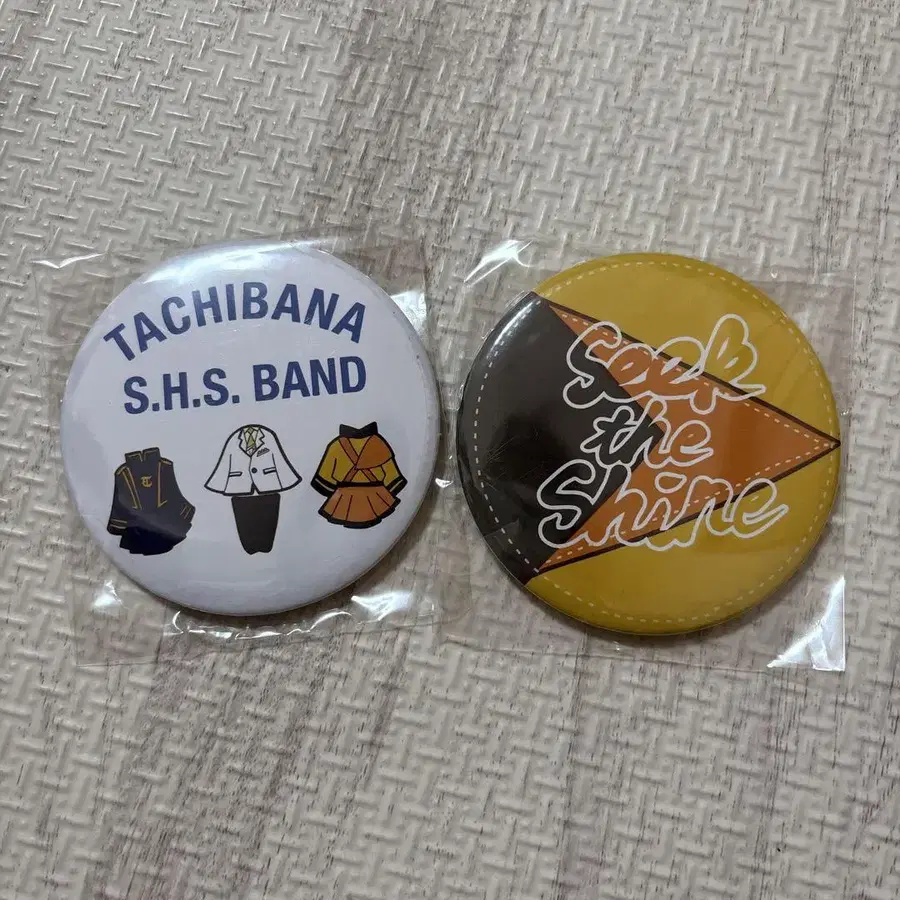 TACHIBANA
S.H.S. BAND
Seek
the
Shine